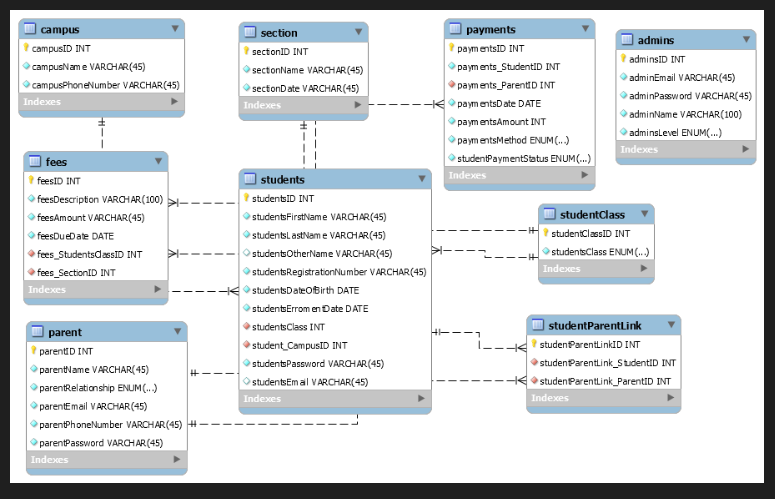 campus
campusID INT
campusName VARCHAR(45)
campusPhoneNumber VARCHAR(45)
Indexes
section
sectionID INT
sectionName VARCHAR(45)
sectionDate VARCHAR(45)
Indexes
payments
paymentsID INT
payments_StudentID INT
payments_ParentID INT
paymentsDate DATE
paymentsAmount INT
paymentsMethod ENUM(...)
studentPaymentStatus ENUM(...)
Indexes
admins
adminsID INT
adminEmail VARCHAR(45)
adminPassword VARCHAR(45)
adminName VARCHAR(100)
adminsLevel ENUM(...)
Indexes
fees
feesID INT
feesDescription VARCHAR(100)
feesAmount VARCHAR(45)
feesDueDate DATE
fees_StudentsClassID INT
fees_SectionID INT
Indexes
students
studentsID INT
studentsFirstName VARCHAR(45)
studentsLastName VARCHAR(45)
studentsOtherName VARCHAR(45)
studentsRegistrationNumber VARCHAR(45)
studentsDateOfBirth DATE
studentsErromentDate DATE
studentsClass INT
student_CampusID INT
studentsPassword VARCHAR(45)
studentsEmail VARCHAR(45)
Indexes
studentClass
studentClassID INT
studentsClass ENUM(...)
Indexes
parent
parentID INT
parentName VARCHAR(45)
parentRelationship ENUM(...)
parentEmail VARCHAR(45)
parentPhoneNumber VARCHAR(45)
parentPassword VARCHAR(45)
Indexes
studentParentLink
studentParentLinkID INT
studentParentLink_StudentID INT
studentParentLink_ParentID INT
Indexes